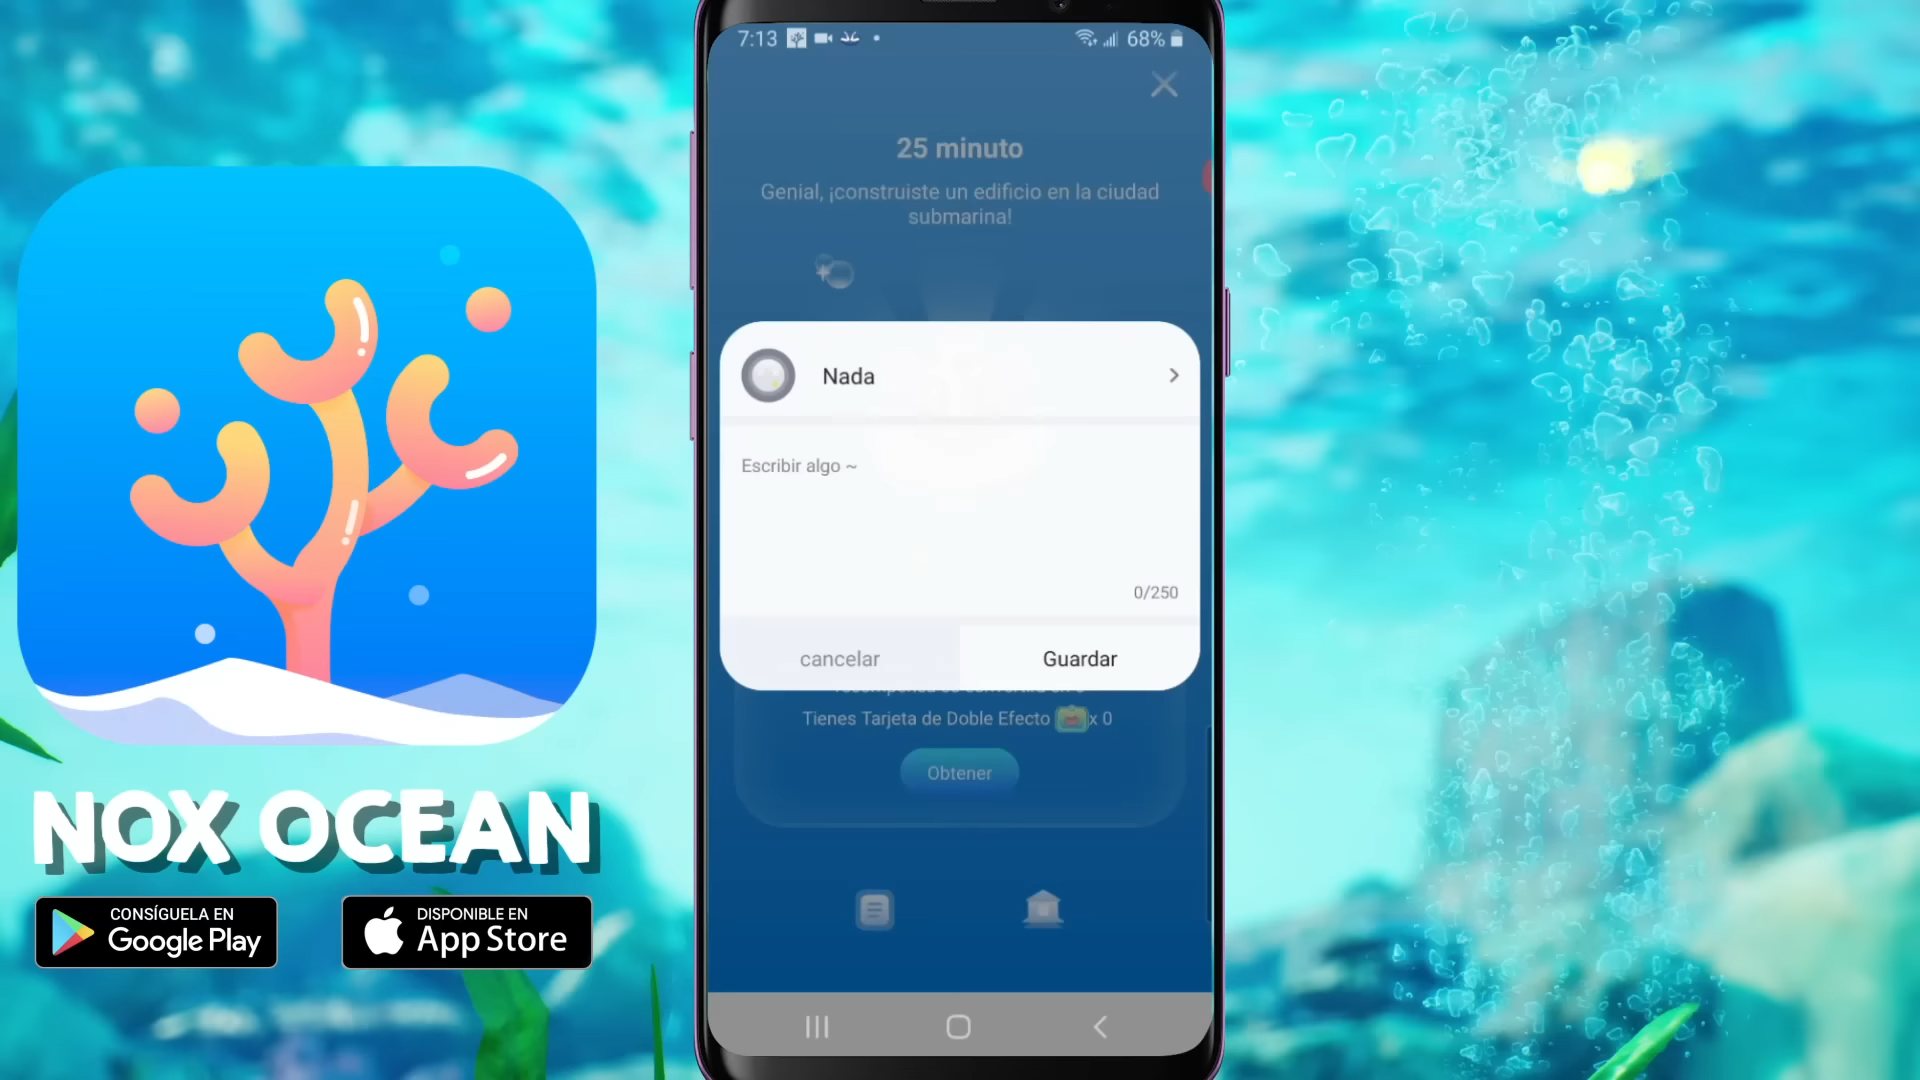 7:13
68%
25 minuto
Genial, ¡construiste un edificio en la ciudad
submarina!
Nada
Escribir algo ~
0/250
cancelar
Guardar
Tienes Tarjeta de Doble Efecto x 0
Obtener
NOX OCEAN
CONSÍGUELA EN
Google Play
DISPONIBLE EN
App Store